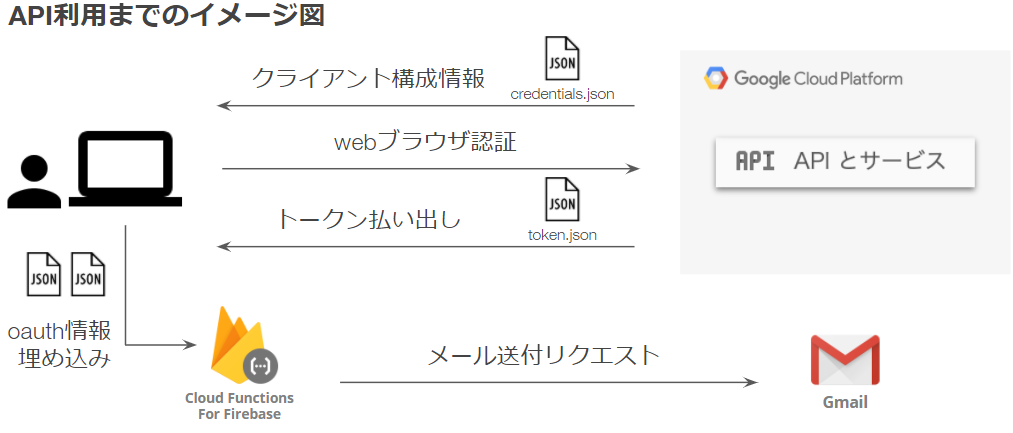 API利用までのイメージ図
JSON
クライアント構成情報
credentials.json
Google Cloud Platform
webブラウザ認証
API API とサービス
JSON
トークン払い出し
token.json
JSON JSON
oauth情報
埋め込み
メール送付リクエスト
Cloud Functions
For Firebase
Gmail